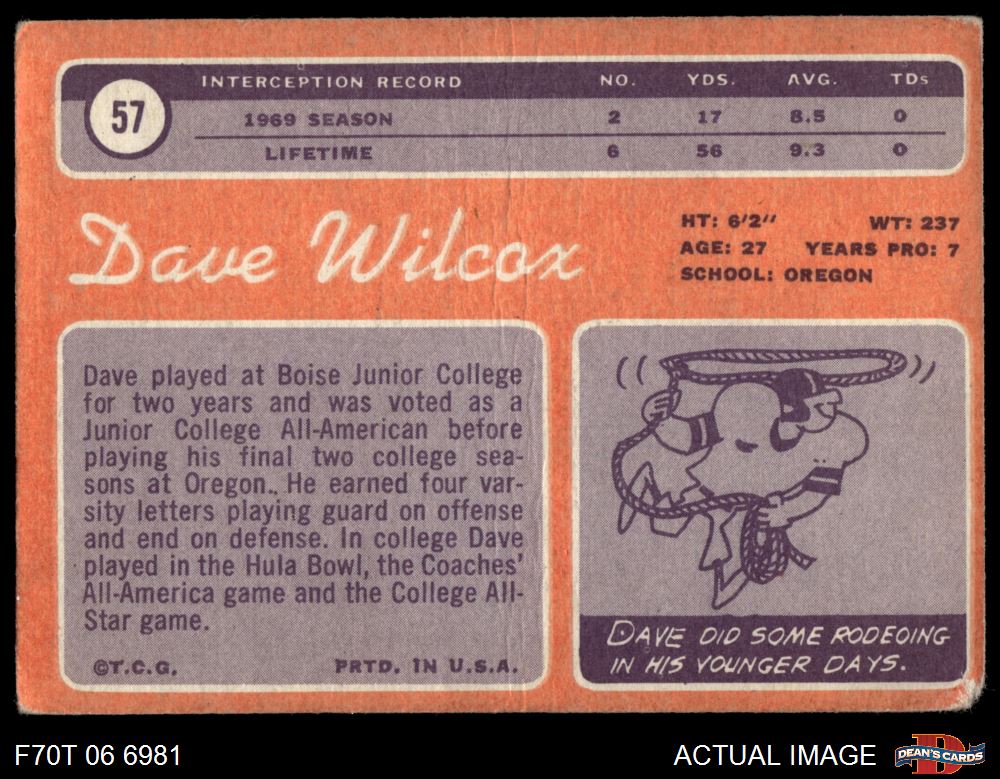 57
INTERCEPTION RECORD NO. YDS. AVG. TDs
1969 SEASON 2 17 8.5 0
LIFETIME 6 56 9.3 0
Dave Wilcox
HT: 6'2" WT: 237
AGE: 27 YEARS PRO: 7
SCHOOL: OREGON
Dave played at Boise Junior College
for two years and was voted as a
Junior College All-American before
playing his final two college sea-
sons at Oregon. He earned four var-
sity letters playing guard on offense
and end on defense. In college Dave
played in the Hula Bowl, the Coaches'
All-America game and the College All-
Star game.
©T.C.G. PRTD. IN U.S.A.
DAVE DID SOME RODEOING
IN HIS YOUNGER DAYS.
F70T 06 6981
ACTUAL IMAGE
D
DEAN'S CARDS